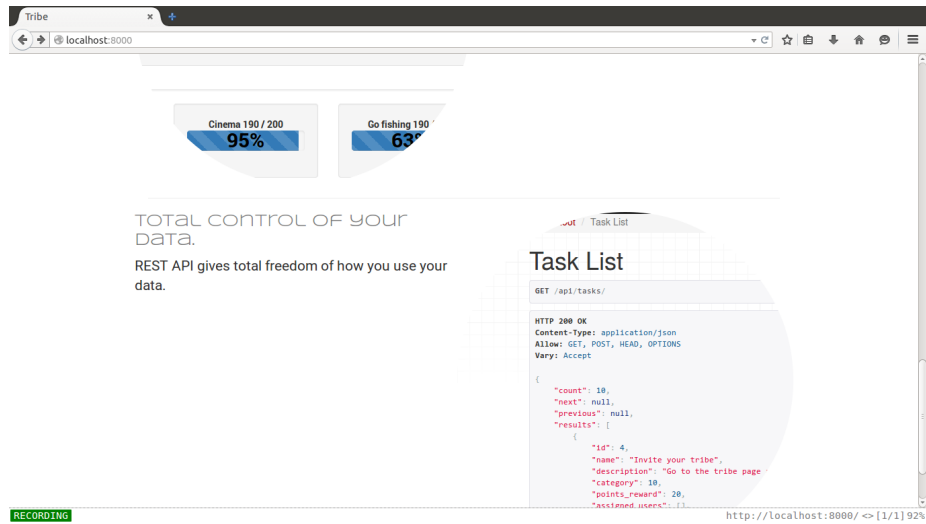 Tribe
localhost:8000
Cinema 190 / 200
95%
Go fishing 190
63%
Total control of your
data.
REST API gives total freedom of how you use your
data.
/ Task List
Task List
GET /api/tasks/
HTTP 200 OK
Content-Type: application/json
Allow: GET, POST, HEAD, OPTIONS
Vary: Accept
{
"count": 10,
"next": null,
"previous": null,
"results": [
{
"id": 4,
"name": "Invite your tribe",
"description": "Go to the tribe page
"category": 10,
"points_reward": 20,
"assigned_users": [],
RECORDING
http://localhost:8000/ <> [1/1] 92%